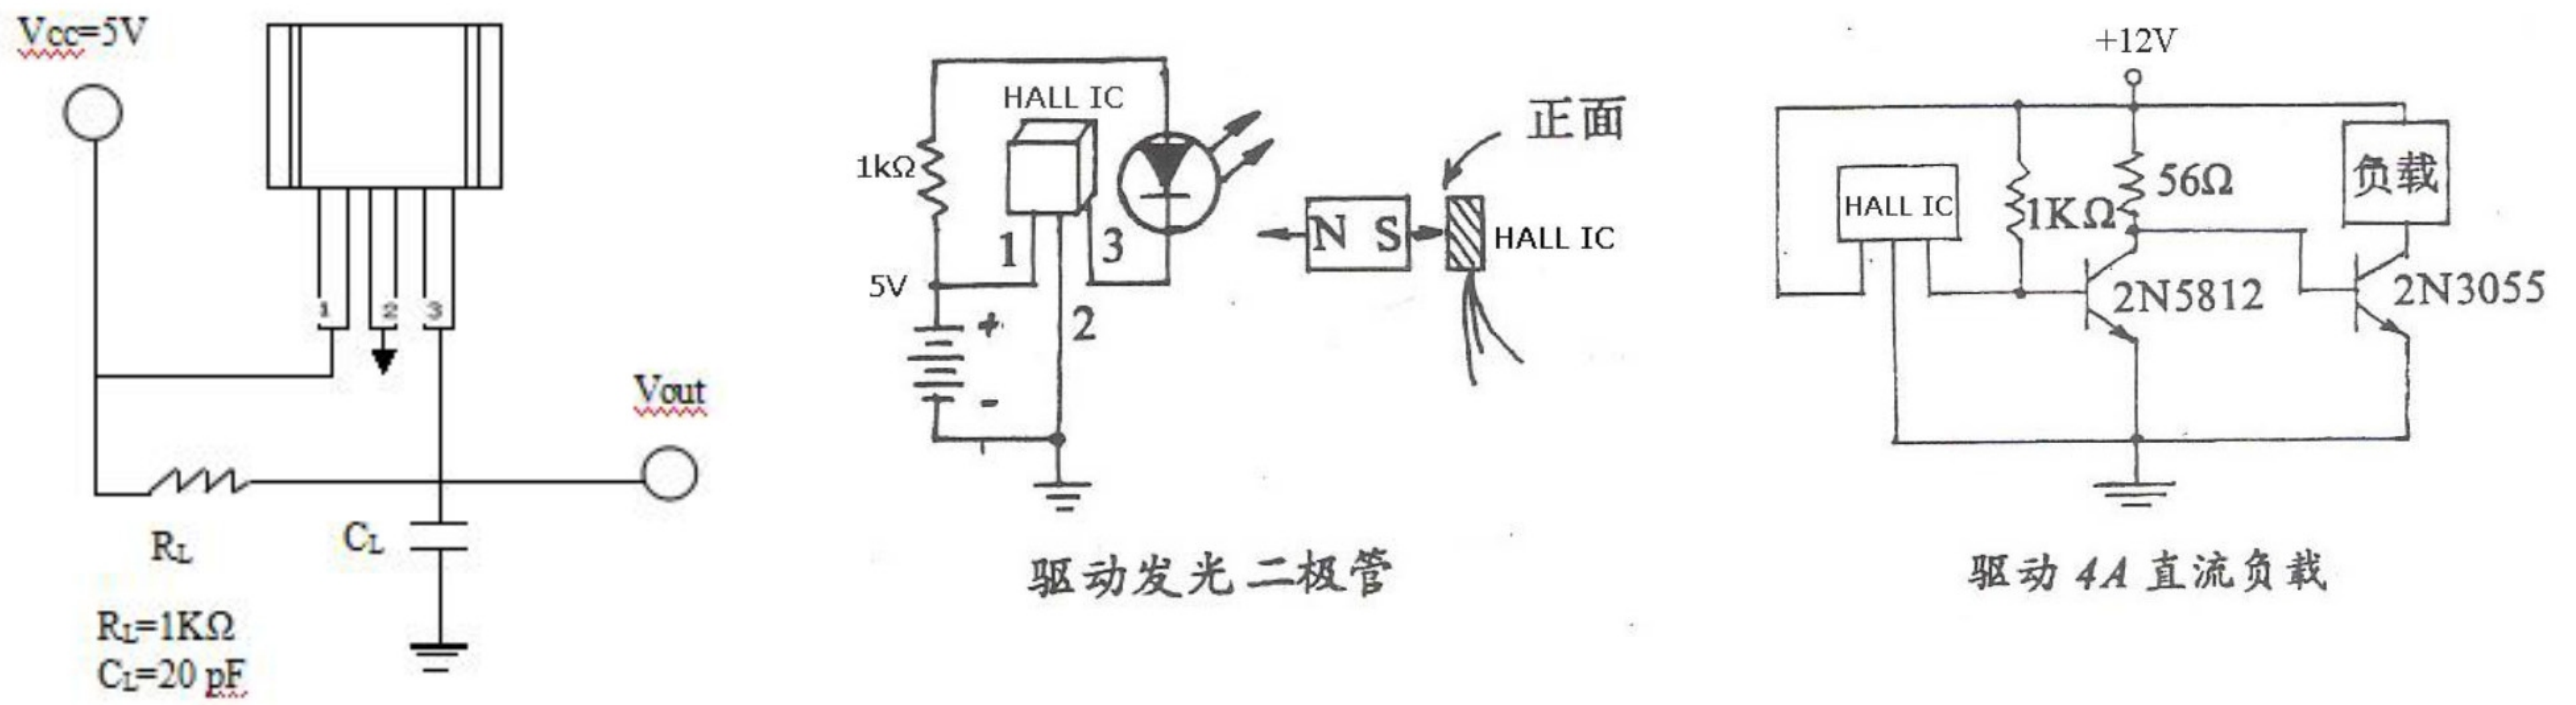 Vcc=5V
1
2
3
Vout
RL
CL
RL=1KΩ
CL=20 pF
HALL IC
1kΩ
1
3
5V
+
2
-
正面
N S
HALL IC
驱动发光二极管
+12V
HALL IC
1KΩ
56Ω
负载
2N5812
2N3055
驱动 4A 直流负载